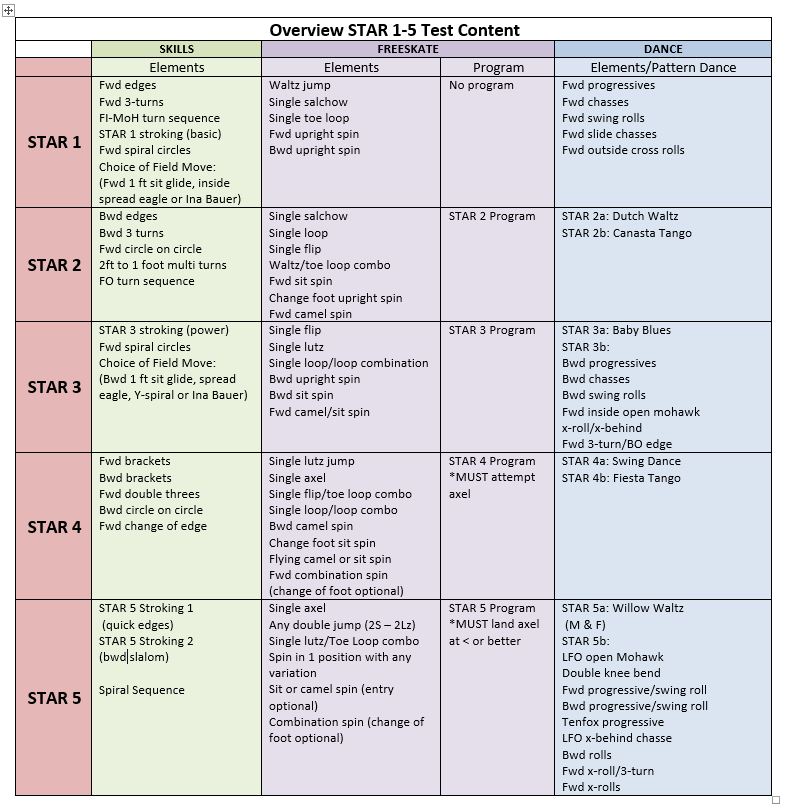 Overview STAR 1-5 Test Content
SKILLS
FREESKATE
DANCE
Elements
Elements
Program
Elements/Pattern Dance
STAR 1
Fwd edges
Fwd 3-turns
FI-MoH turn sequence
STAR 1 stroking (basic)
Fwd spiral circles
Choice of Field Move:
(Fwd 1 ft sit glide, inside
spread eagle or Ina Bauer)
Waltz jump
Single salchow
Single toe loop
Fwd upright spin
Bwd upright spin
No program
Fwd progressives
Fwd chasses
Fwd swing rolls
Fwd slide chasses
Fwd outside cross rolls
STAR 2
Bwd edges
Bwd 3 turns
Fwd circle on circle
2ft to 1 foot multi turns
FO turn sequence
Single salchow
Single loop
Single flip
Waltz/toe loop combo
Fwd sit spin
Change foot upright spin
Fwd camel spin
STAR 2 Program
STAR 2a: Dutch Waltz
STAR 2b: Canasta Tango
STAR 3
STAR 3 stroking (power)
Fwd spiral circles
Choice of Field Move:
(Bwd 1 ft sit glide, spread
eagle, Y-spiral or Ina Bauer)
Single flip
Single lutz
Single loop/loop combination
Bwd upright spin
Bwd sit spin
Fwd camel/sit spin
STAR 3 Program
STAR 3a: Baby Blues
STAR 3b:
Bwd progressives
Bwd chasses
Bwd swing rolls
Fwd inside open mohawk
x-roll/x-behind
Fwd 3-turn/BO edge
STAR 4
Fwd brackets
Bwd brackets
Fwd double threes
Bwd circle on circle
Fwd change of edge
Single lutz jump
Single axel
Single flip/toe loop combo
Single loop/loop combo
Bwd camel spin
Change foot sit spin
Flying camel or sit spin
Fwd combination spin
(change of foot optional)
STAR 4 Program
*MUST attempt
axel
STAR 4a: Swing Dance
STAR 4b: Fiesta Tango
STAR 5
STAR 5 Stroking 1
(quick edges)
STAR 5 Stroking 2
(bwd slalom)
Spiral Sequence
Single axel
Any double jump (2S – 2Lz)
Single lutz/Toe Loop combo
Spin in 1 position with any
variation
Sit or camel spin (entry
optional)
Combination spin (change of
foot optional)
STAR 5 Program
*MUST land axel
at < or better
STAR 5a: Willow Waltz
(M & F)
STAR 5b:
LFO open Mohawk
Double knee bend
Fwd progressive/swing roll
Bwd progressive/swing roll
Tenfox progressive
LFO x-behind chasse
Bwd rolls
Fwd x-roll/3-turn
Fwd x-rolls